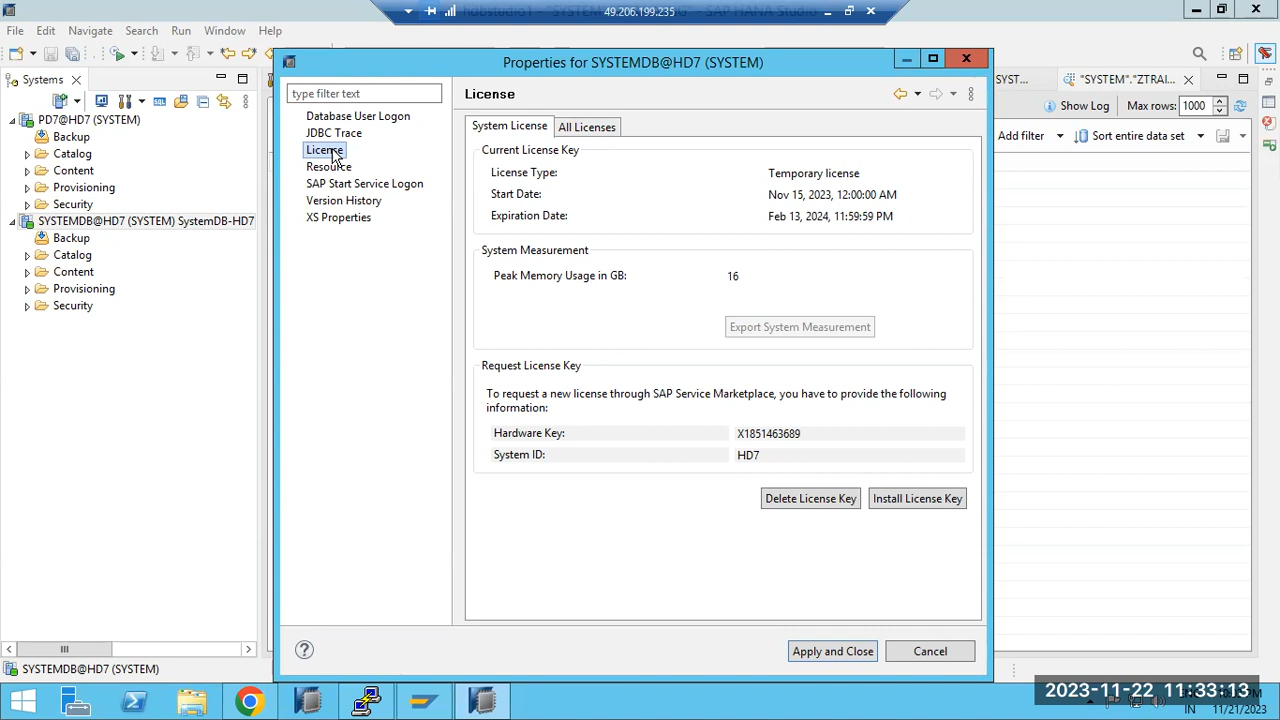 49.206.199.235
File Edit Navigate Search Run Window Help
Systems
PD7@HD7 (SYSTEM)
Backup
Catalog
Content
Provisioning
Security
SYSTEMDB@HD7 (SYSTEM) SystemDB-HD7
Backup
Catalog
Content
Provisioning
Security
SYSTEMDB@HD7 (SYSTEM)
Properties for SYSTEMDB@HD7 (SYSTEM)
type filter text
Database User Logon
JDBC Trace
License
Resource
SAP Start Service Logon
Version History
XS Properties
License
System License All Licenses
Current License Key
License Type: Temporary license
Start Date: Nov 15, 2023, 12:00:00 AM
Expiration Date: Feb 13, 2024, 11:59:59 PM
System Measurement
Peak Memory Usage in GB: 16
Export System Measurement
Request License Key
To request a new license through SAP Service Marketplace, you have to provide the following
information:
Hardware Key: X1851463689
System ID: HD7
Delete License Key Install License Key
Apply and Close Cancel
SYST... "SYSTEM"."ZTRAI...
Show Log Max rows: 1000
Add filter Sort entire data set
2023-11-22 11:33:13
IN 11/21/2023